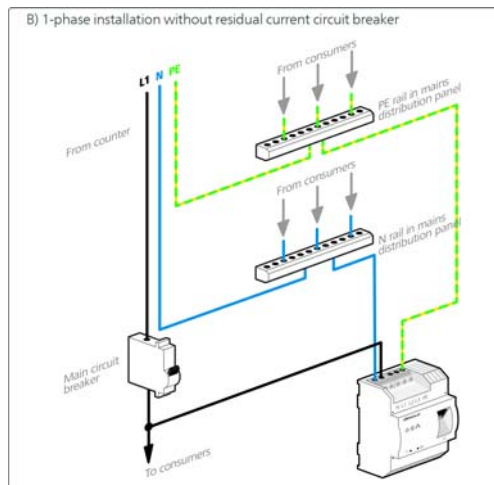 B) 1-phase installation without residual current circuit breaker
From consumers
L1 N PE
PE rail in mains
distribution panel
From counter
From consumers
N rail in mains
distribution panel
Main circuit
breaker
To consumers